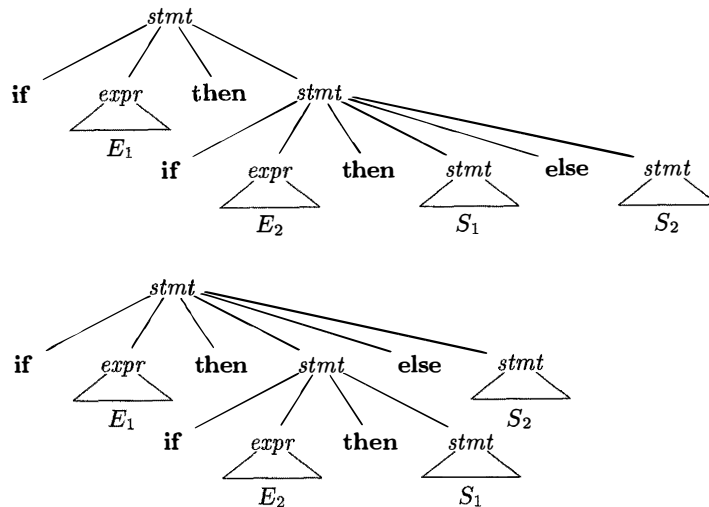 stmt
if expr then stmt
E₁
if expr then stmt else stmt
E₂ S₁ S₂
stmt
if expr then stmt else stmt
E₁ S₂
if expr then stmt
E₂ S₁